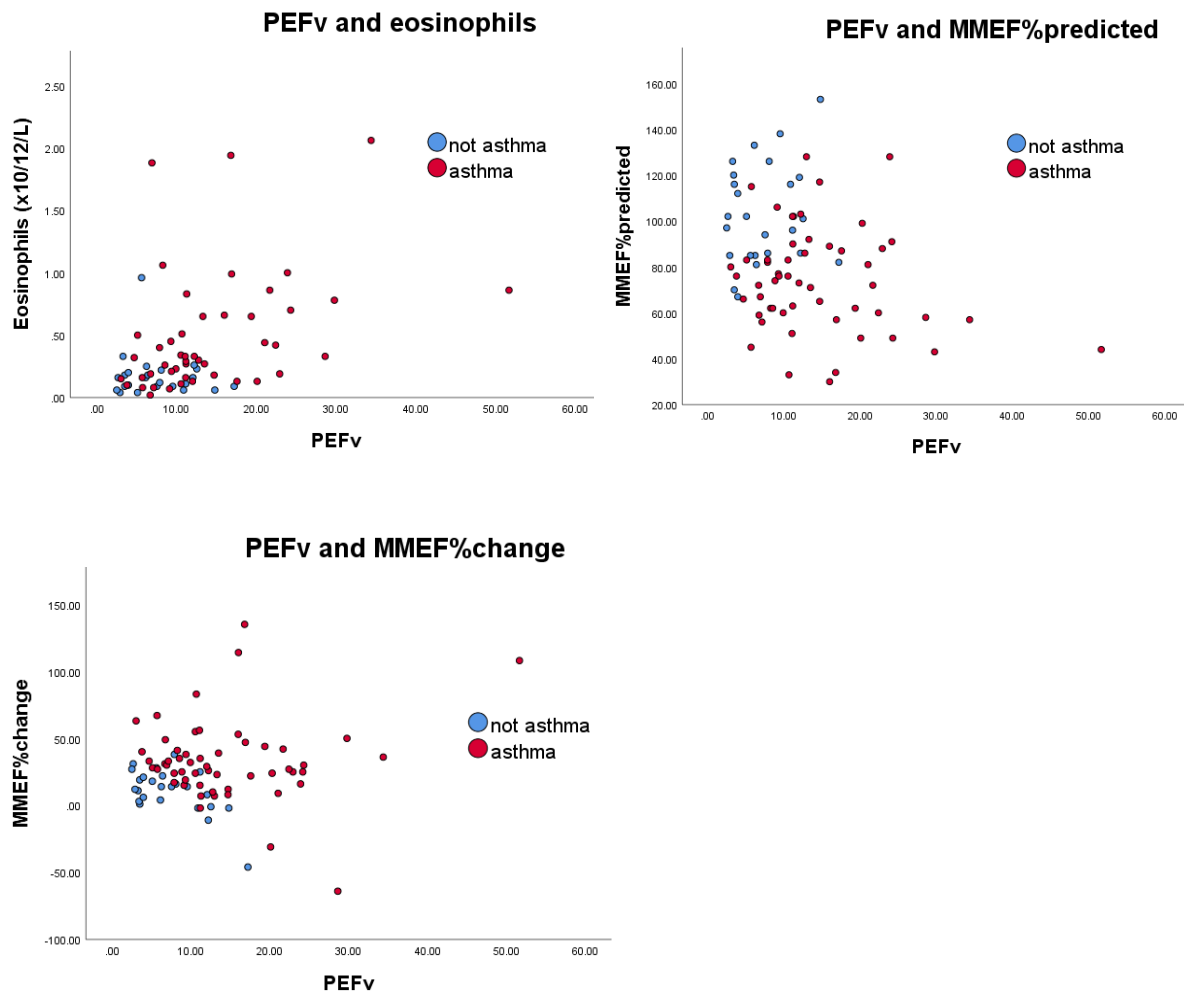 PEFv and eosinophils
Eosinophils (x10/12/L)
2.50
2.00
1.50
1.00
.50
.00
.00 10.00 20.00 30.00 40.00 50.00 60.00
PEFv
not asthma
asthma
PEFv and MMEF%predicted
MMEF%predicted
160.00
140.00
120.00
100.00
80.00
60.00
40.00
20.00
.00 10.00 20.00 30.00 40.00 50.00 60.00
PEFv
not asthma
asthma
PEFv and MMEF%change
MMEF%change
150.00
100.00
50.00
.00
-50.00
-100.00
.00 10.00 20.00 30.00 40.00 50.00 60.00
PEFv
not asthma
asthma